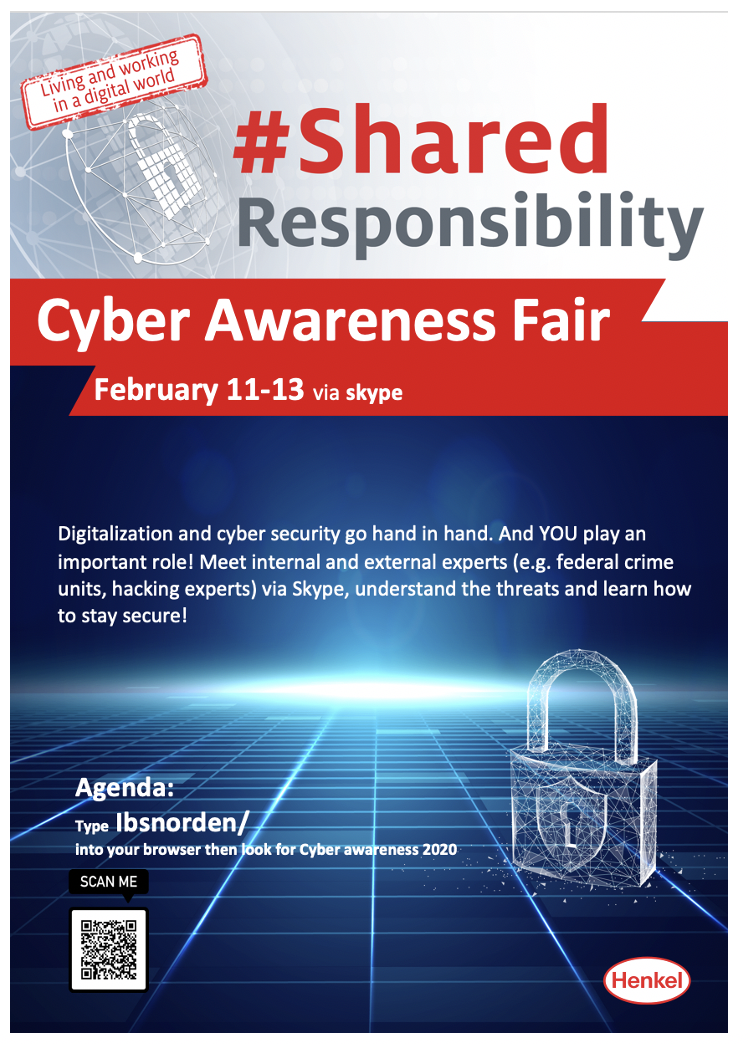 Living and working
in a digital world
#Shared
Responsibility
Cyber Awareness Fair
February 11-13 via skype
Digitalization and cyber security go hand in hand. And YOU play an
important role! Meet internal and external experts (e.g. federal crime
units, hacking experts) via Skype, understand the threats and learn how
to stay secure!
Agenda:
Type Ibsnorden/
into your browser then look for Cyber awareness 2020
SCAN ME
Henkel